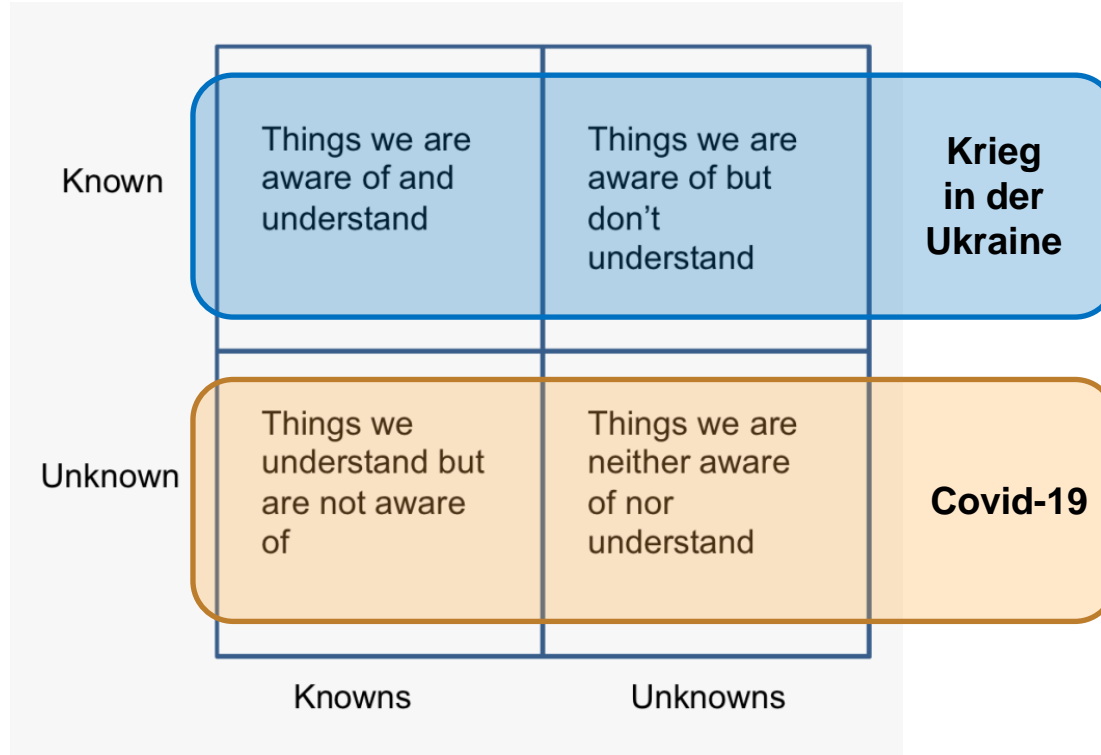 Known
Things we are
aware of and
understand
Things we are
aware of but
don’t
understand
Krieg
in der
Ukraine
Unknown
Things we
understand but
are not aware
of
Things we are
neither aware
of nor
understand
Covid-19
Knowns
Unknowns